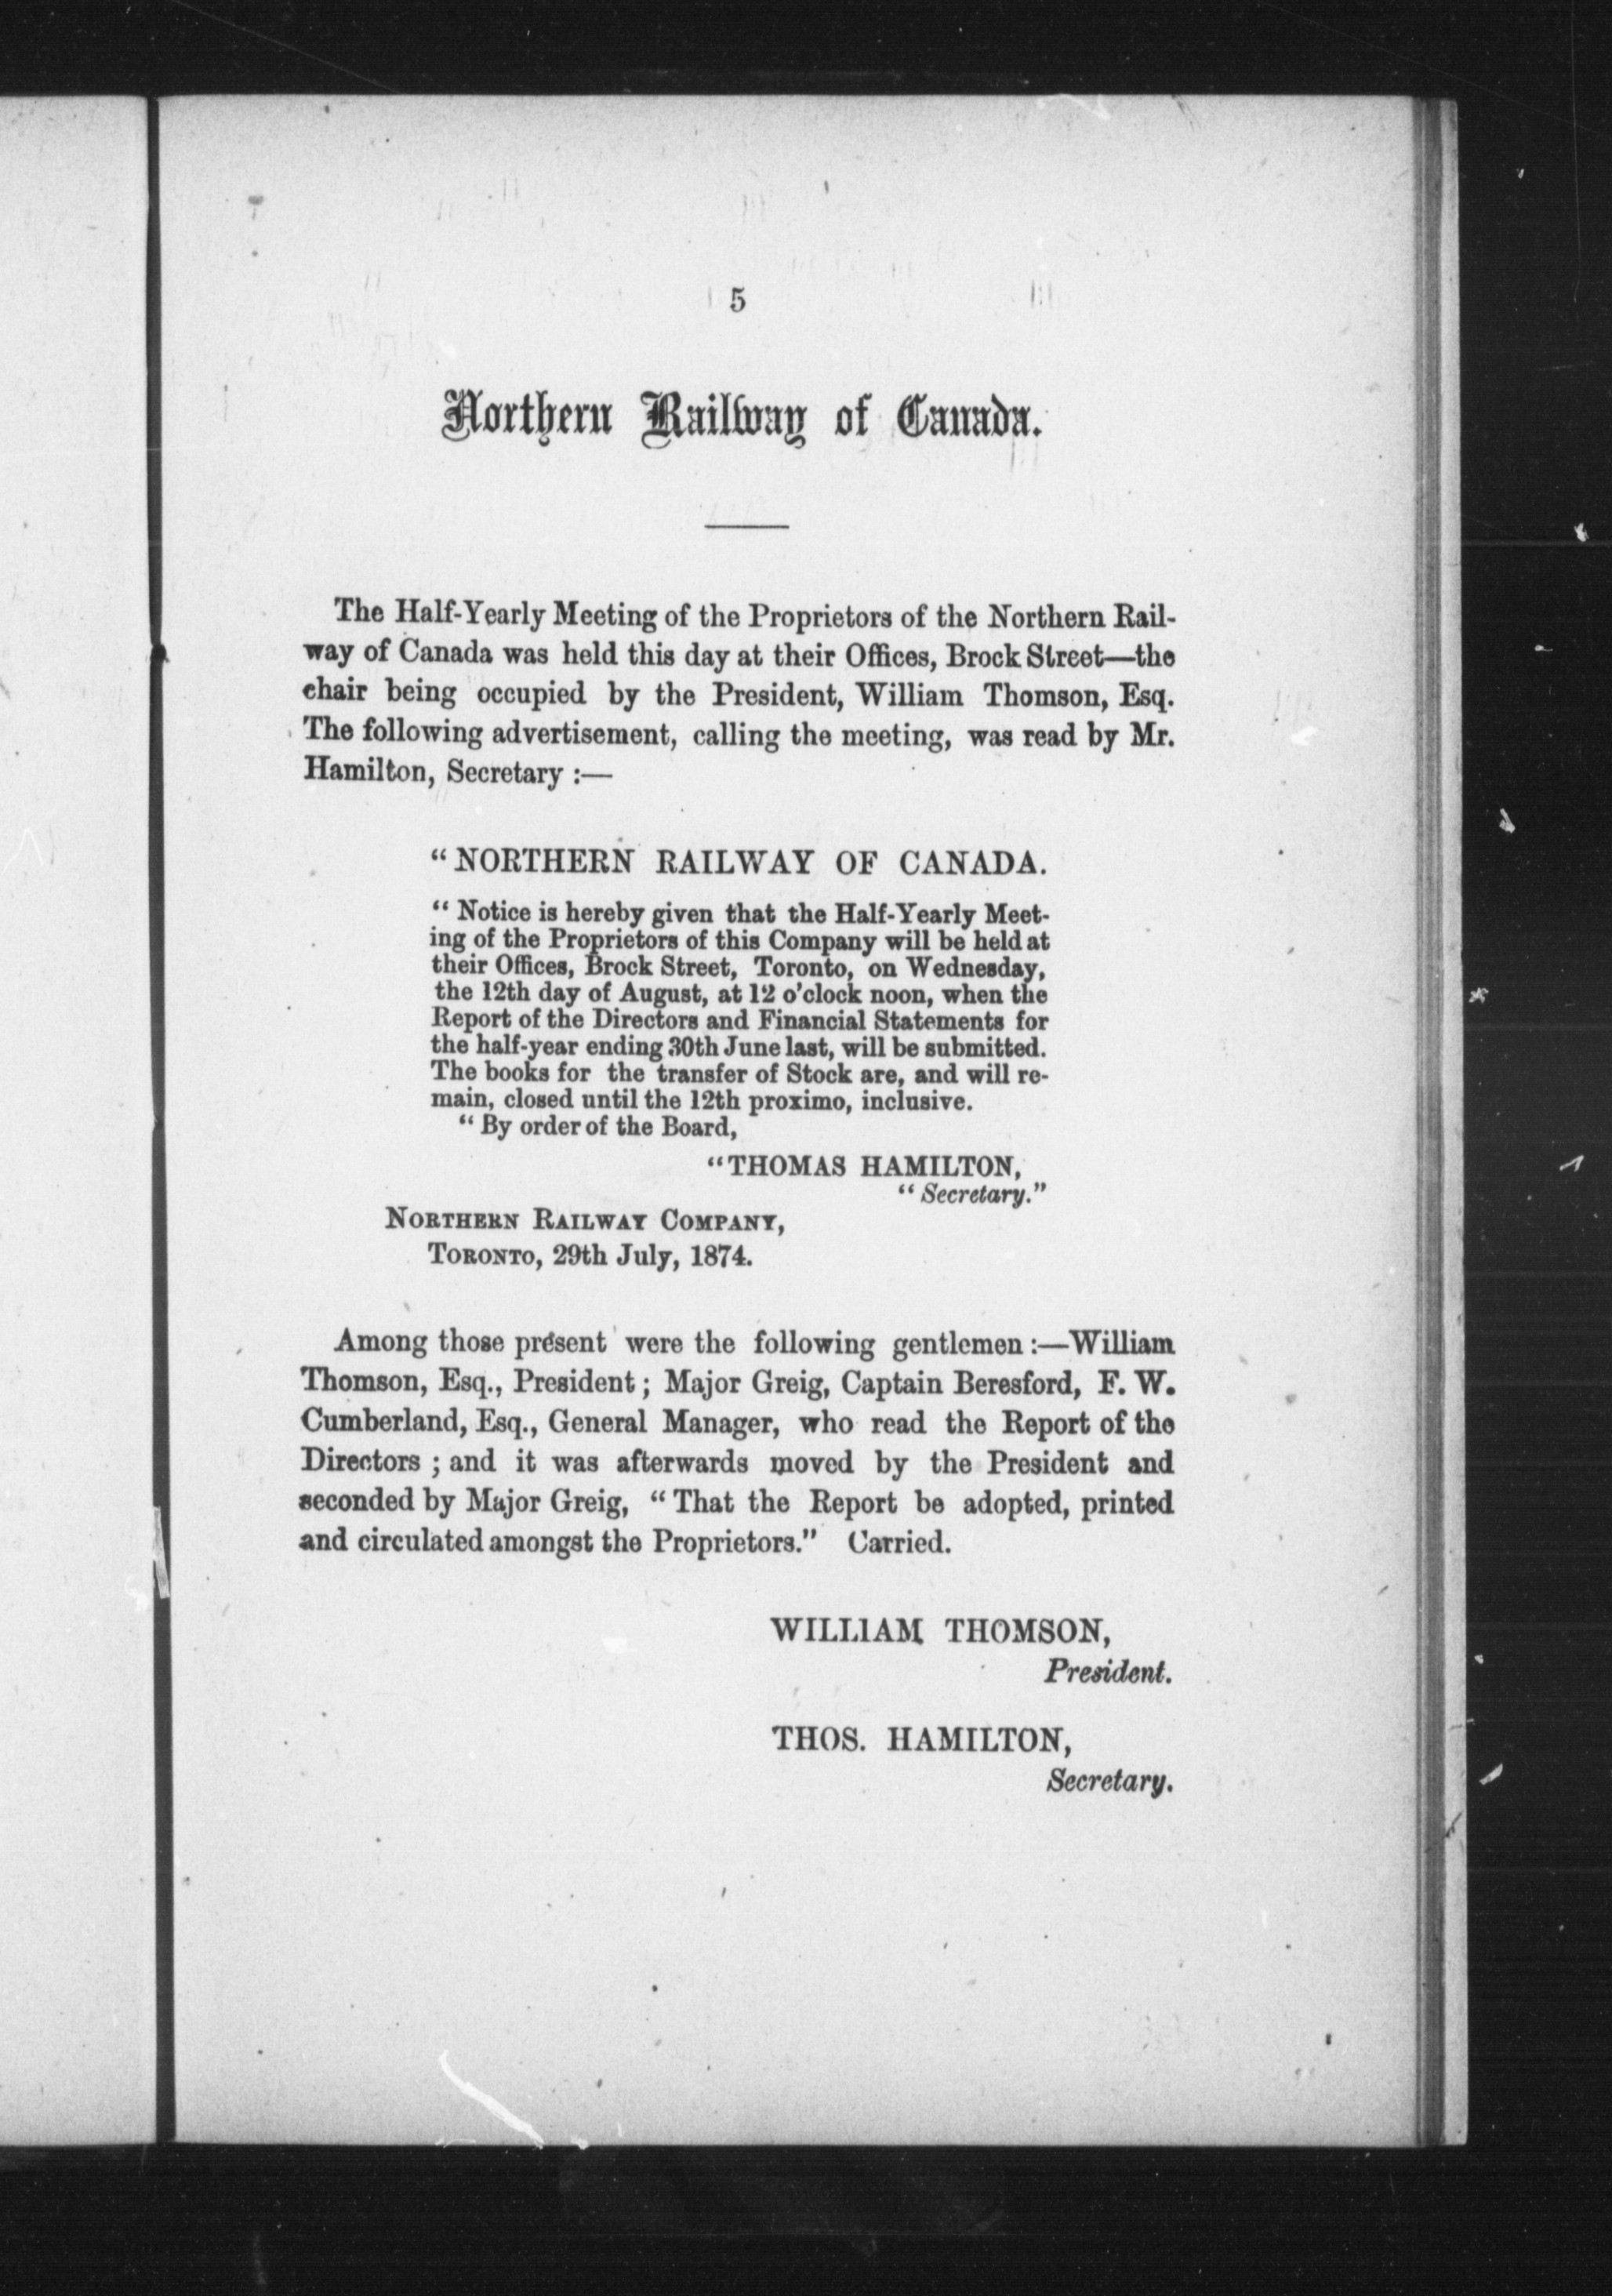 5
Northern Railway of Canada.
The Half-Yearly Meeting of the Proprietors of the Northern Rail-
way of Canada was held this day at their Offices, Brock Street—the
chair being occupied by the President, William Thomson, Esq.
The following advertisement, calling the meeting, was read by Mr.
Hamilton, Secretary :—
"NORTHERN RAILWAY OF CANADA.
"Notice is hereby given that the Half-Yearly Meet-
ing of the Proprietors of this Company will be held at
their Offices, Brock Street, Toronto, on Wednesday,
the 12th day of August, at 12 o'clock noon, when the
Report of the Directors and Financial Statements for
the half-year ending 30th June last, will be submitted.
The books for the transfer of Stock are, and will re-
main, closed until the 12th proximo, inclusive.
"By order of the Board,
"THOMAS HAMILTON,
"Secretary."
NORTHERN RAILWAY COMPANY,
TORONTO, 29th July, 1874.
Among those present were the following gentlemen :—William
Thomson, Esq., President ; Major Greig, Captain Beresford, F. W.
Cumberland, Esq., General Manager, who read the Report of the
Directors ; and it was afterwards moved by the President and
seconded by Major Greig, "That the Report be adopted, printed
and circulated amongst the Proprietors." Carried.
WILLIAM THOMSON,
President.
THOS. HAMILTON,
Secretary.